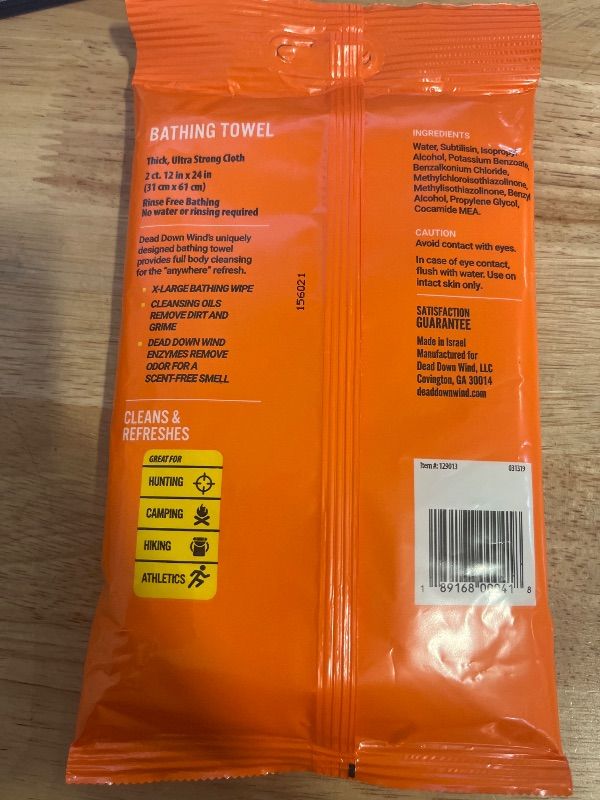 BATHING TOWEL
Thick, Ultra Strong Cloth
2 ct. 12 in x 24 in
(31 cm x 61 cm)
Rinse Free Bathing
No water or rinsing required
Dead Down Wind's uniquely
designed bathing towel
provides full body cleansing
for the "anywhere" refresh.
• X-LARGE BATHING WIPE
• CLEANSING OILS
REMOVE DIRT AND
GRIME
• DEAD DOWN WIND
ENZYMES REMOVE
ODOR FOR A
SCENT-FREE SMELL
CLEANS &
REFRESHES
GREAT FOR
HUNTING
CAMPING
HIKING
ATHLETICS
156021
INGREDIENTS
Water, Subtilisin, Isopropyl
Alcohol, Potassium Benzoate,
Benzalkonium Chloride,
Methylchloroisothiazolinone,
Methylisothiazolinone, Benzyl
Alcohol, Propylene Glycol,
Cocamide MEA.
CAUTION
Avoid contact with eyes.
In case of eye contact,
flush with water. Use on
intact skin only.
SATISFACTION
GUARANTEE
Made in Israel
Manufactured for
Dead Down Wind, LLC
Covington, GA 30014
deaddownwind.com
Item #: 129013 031319
1 89168 00041 8